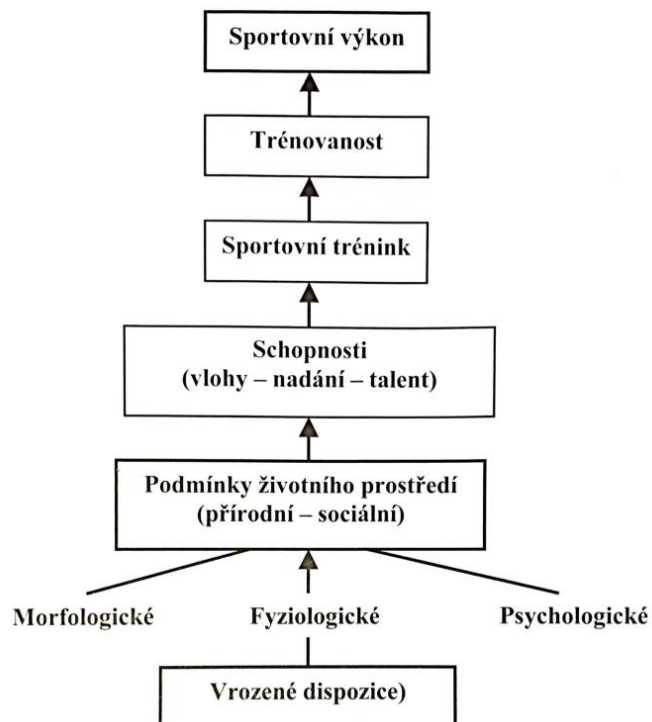 Sportovní výkon
Trénovanost
Sportovní trénink
Schopnosti
(vlohy – nadání – talent)
Podmínky životního prostředí
(přírodní – sociální)
Morfologické Fyziologické Psychologické
Vrozené dispozice)